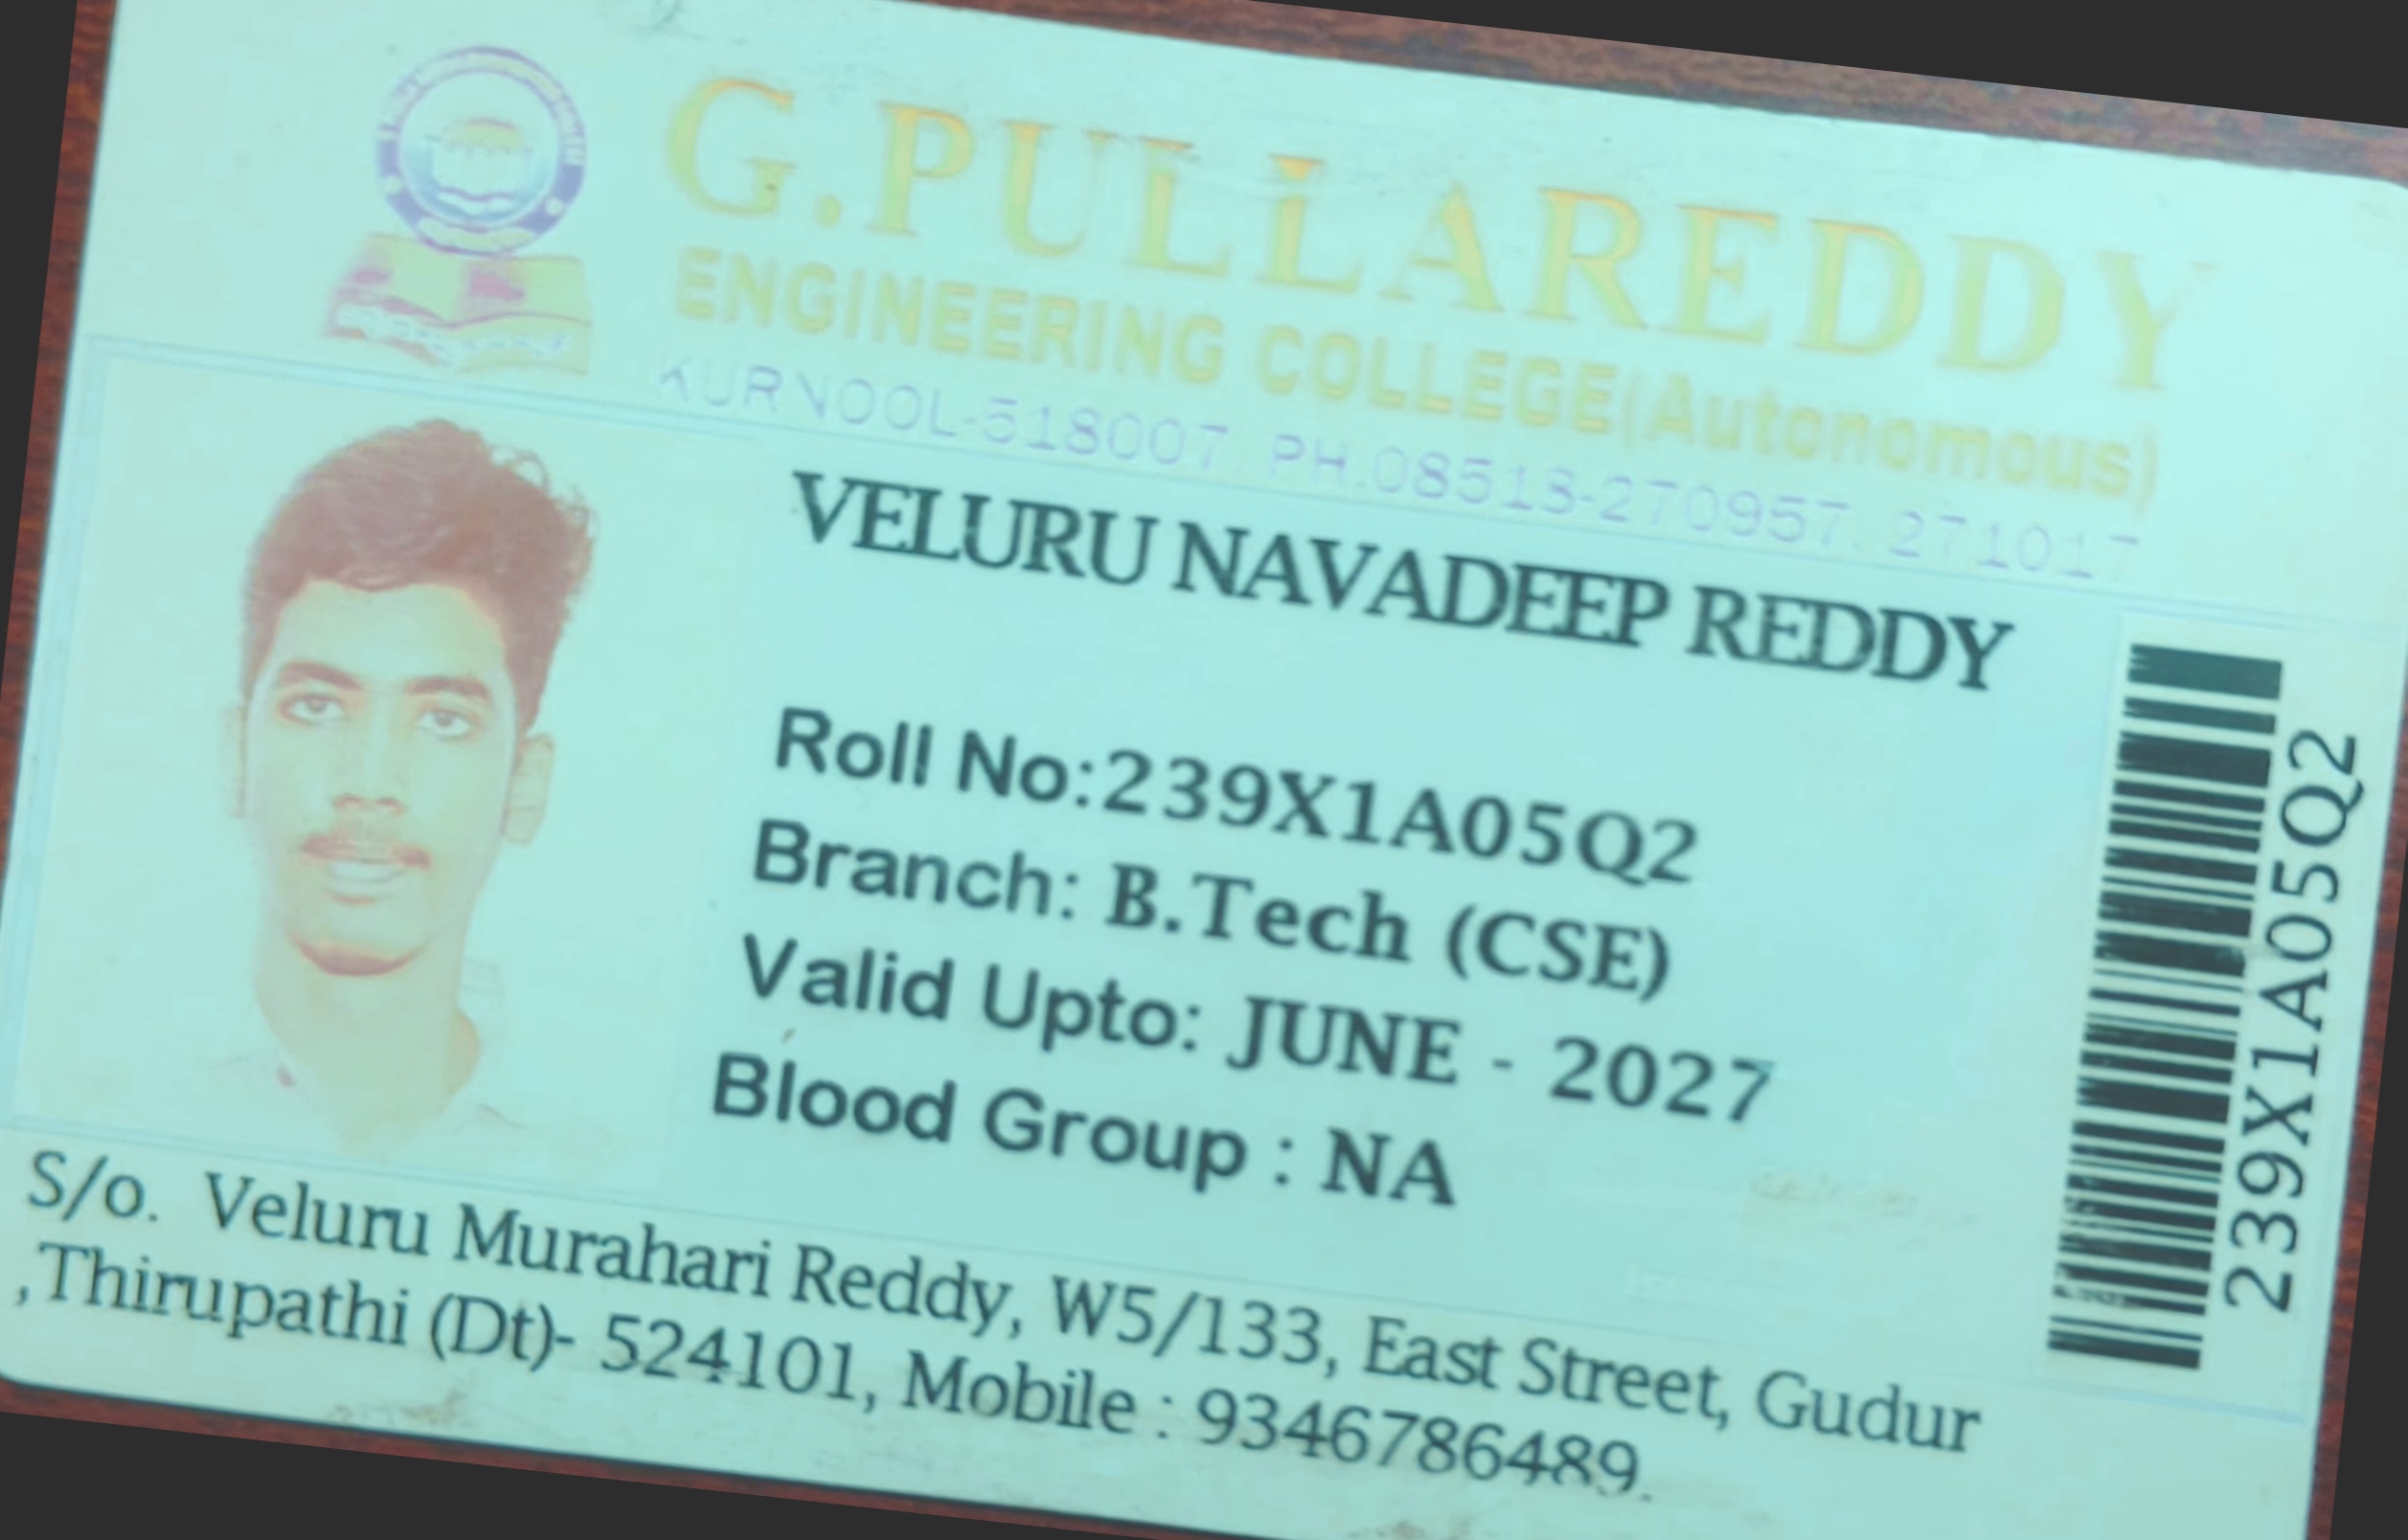 G.PULLAREDDY
ENGINEERING COLLEGE(Autonomous)
KURNOOL-518007 PH.08518-270957, 271017
VELURU NAVADEEP REDDY
Roll No:239X1A05Q2
Branch: B.Tech (CSE)
Valid Upto: JUNE - 2027
Blood Group : NA
239X1A05Q2
S/o. Veluru Murahari Reddy, W5/133, East Street, Gudur
,Thirupathi (Dt)- 524101, Mobile : 9346786489.